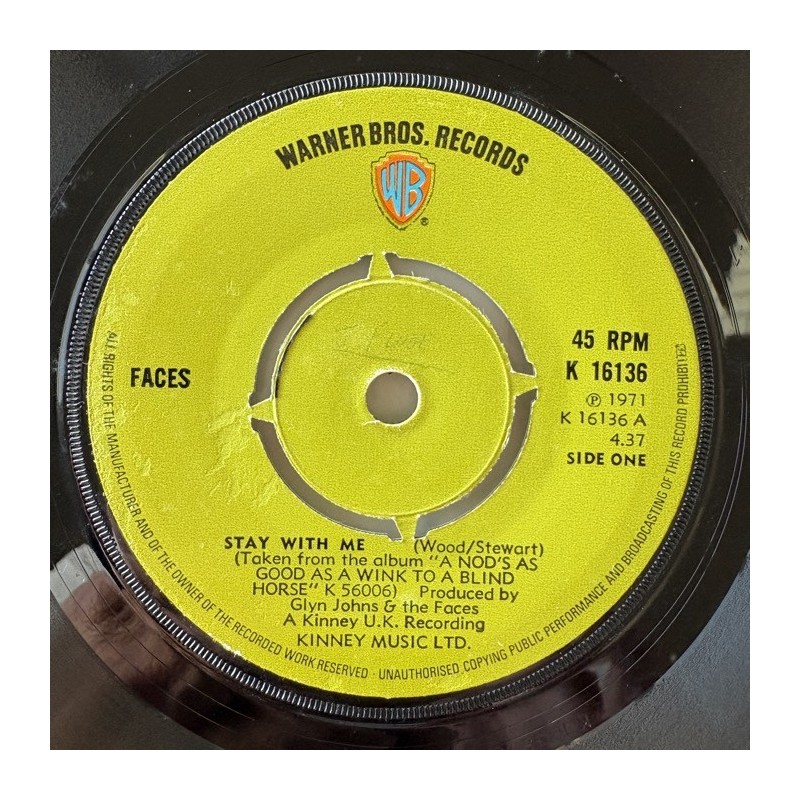 WARNER BROS. RECORDS
WB
®
FACES
45 RPM
K 16136
Ⓟ 1971
K 16136 A
4.37
SIDE ONE
STAY WITH ME (Wood/Stewart)
(Taken from the album "A NOD'S AS
GOOD AS A WINK TO A BLIND
HORSE" K 56006) Produced by
Glyn Johns & the Faces
A Kinney U.K. Recording
KINNEY MUSIC LTD.
ALL RIGHTS OF THE MANUFACTURER AND OF THE OWNER OF THE RECORDED WORK RESERVED · UNAUTHORISED COPYING PUBLIC PERFORMANCE AND BROADCASTING OF THIS RECORD PROHIBITED